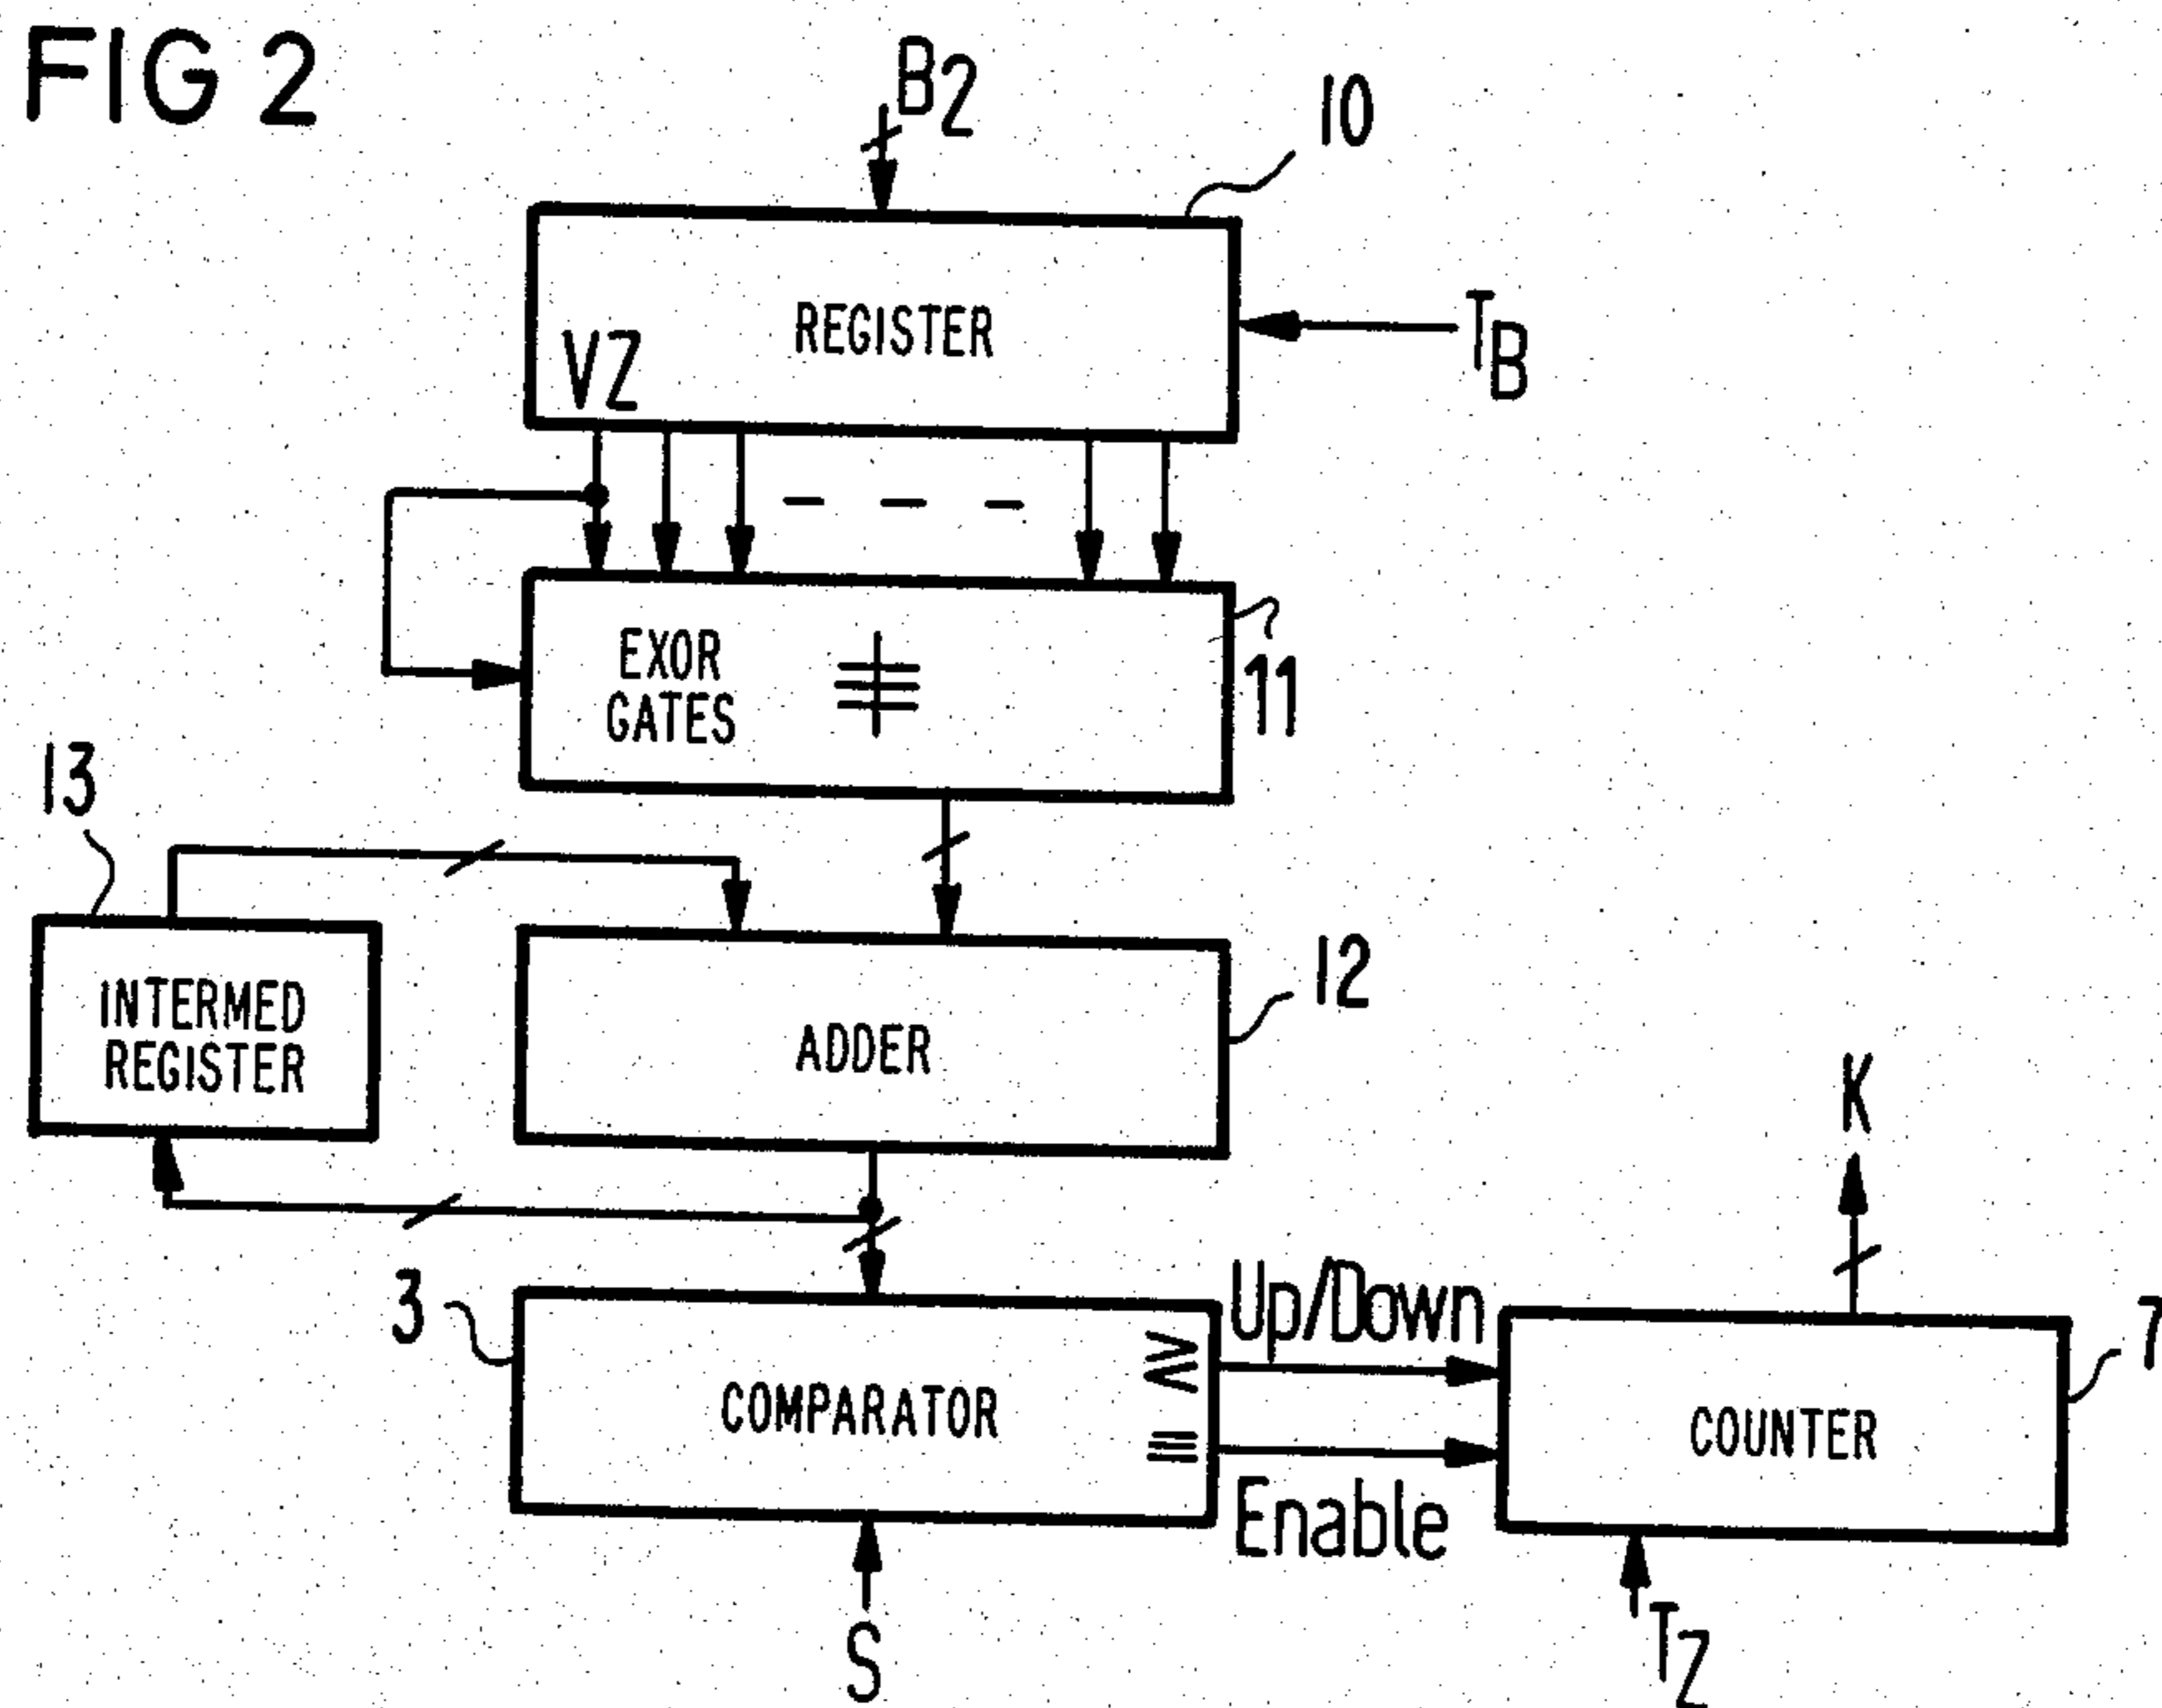 FIG 2
B2
10
REGISTER
TB
VZ
EXOR
GATES
11
13
INTERMED
REGISTER
ADDER
12
K
3
COMPARATOR
><
≡
Up/Down
Enable
COUNTER
7
S
TZ